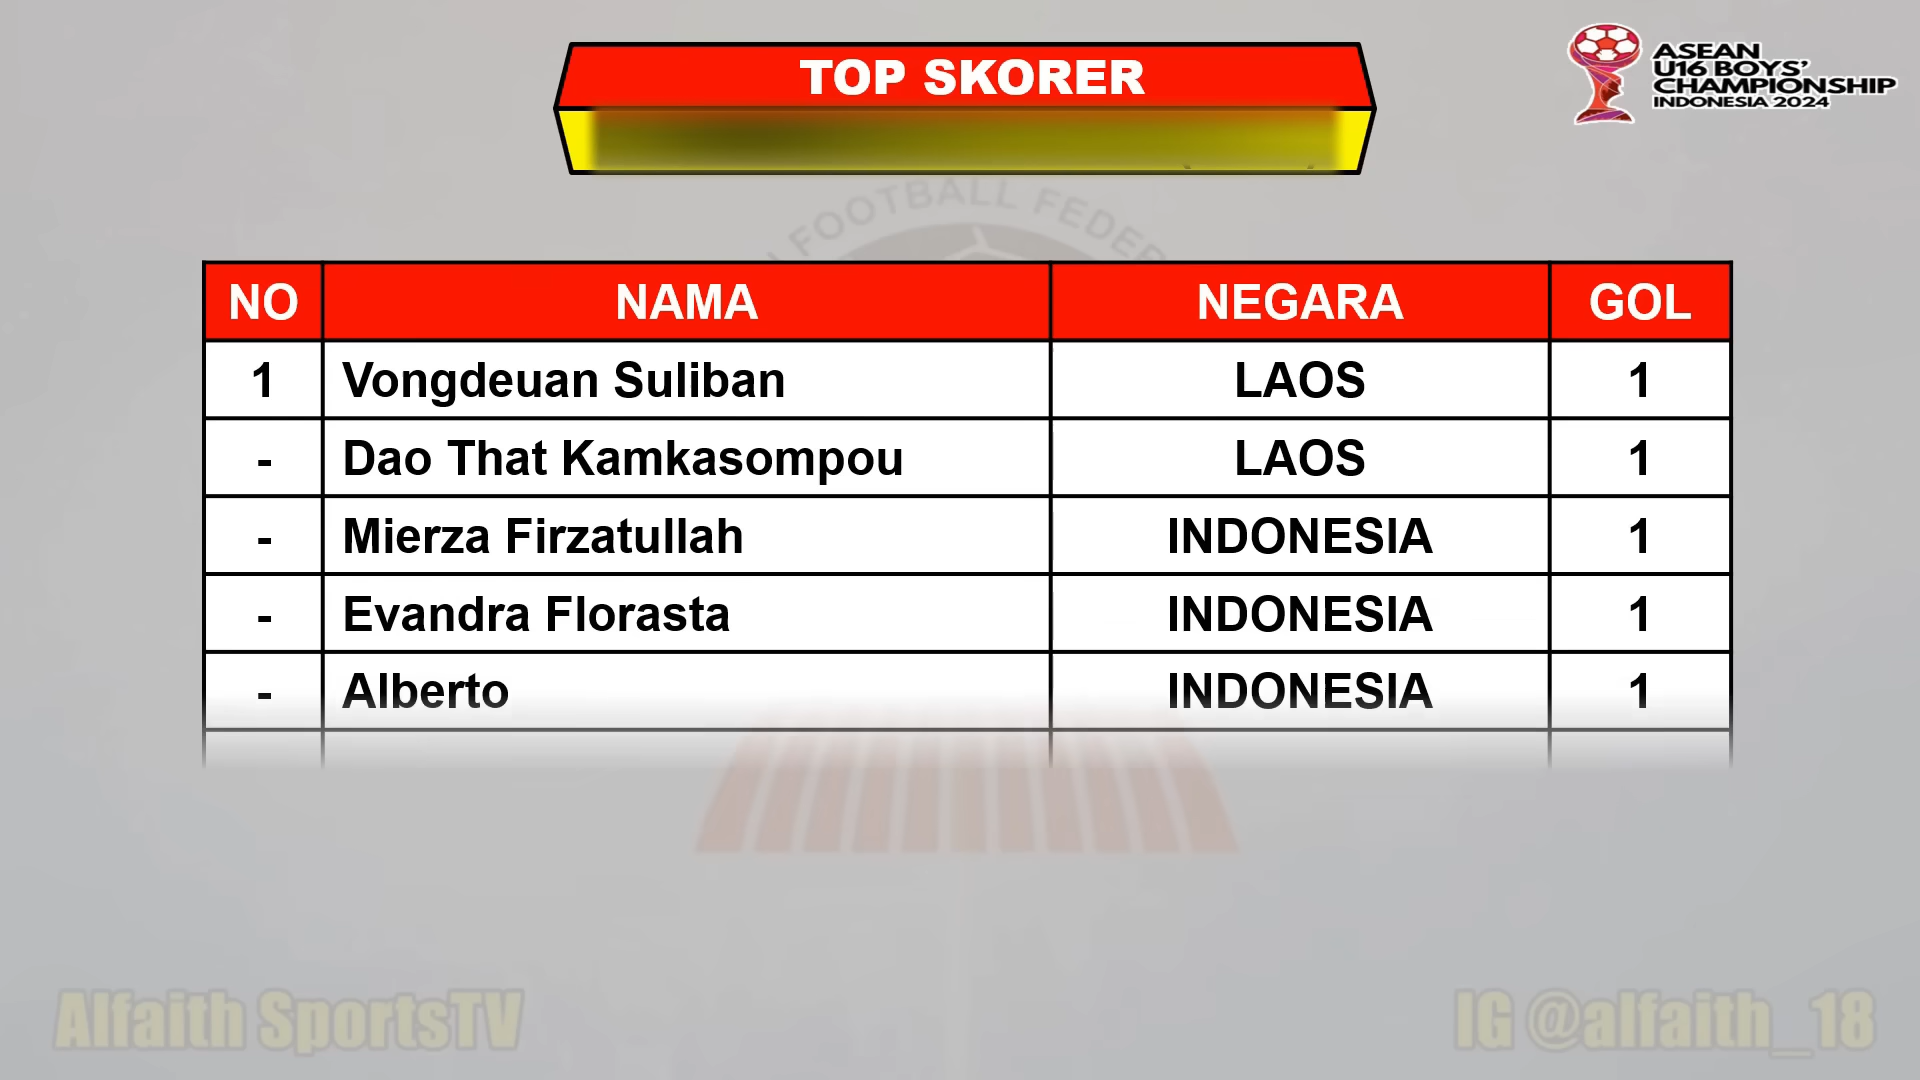 TOP SKORER
ASEAN
U16 BOYS'
CHAMPIONSHIP
INDONESIA 2024
FOOTBALL
NO NAMA NEGARA GOL
1 Vongdeuan Suliban LAOS 1
- Dao That Kamkasompou LAOS 1
- Mierza Firzatullah INDONESIA 1
- Evandra Florasta INDONESIA 1
- Alberto INDONESIA 1
Alfaith SportsTV
IG @alfaith_18